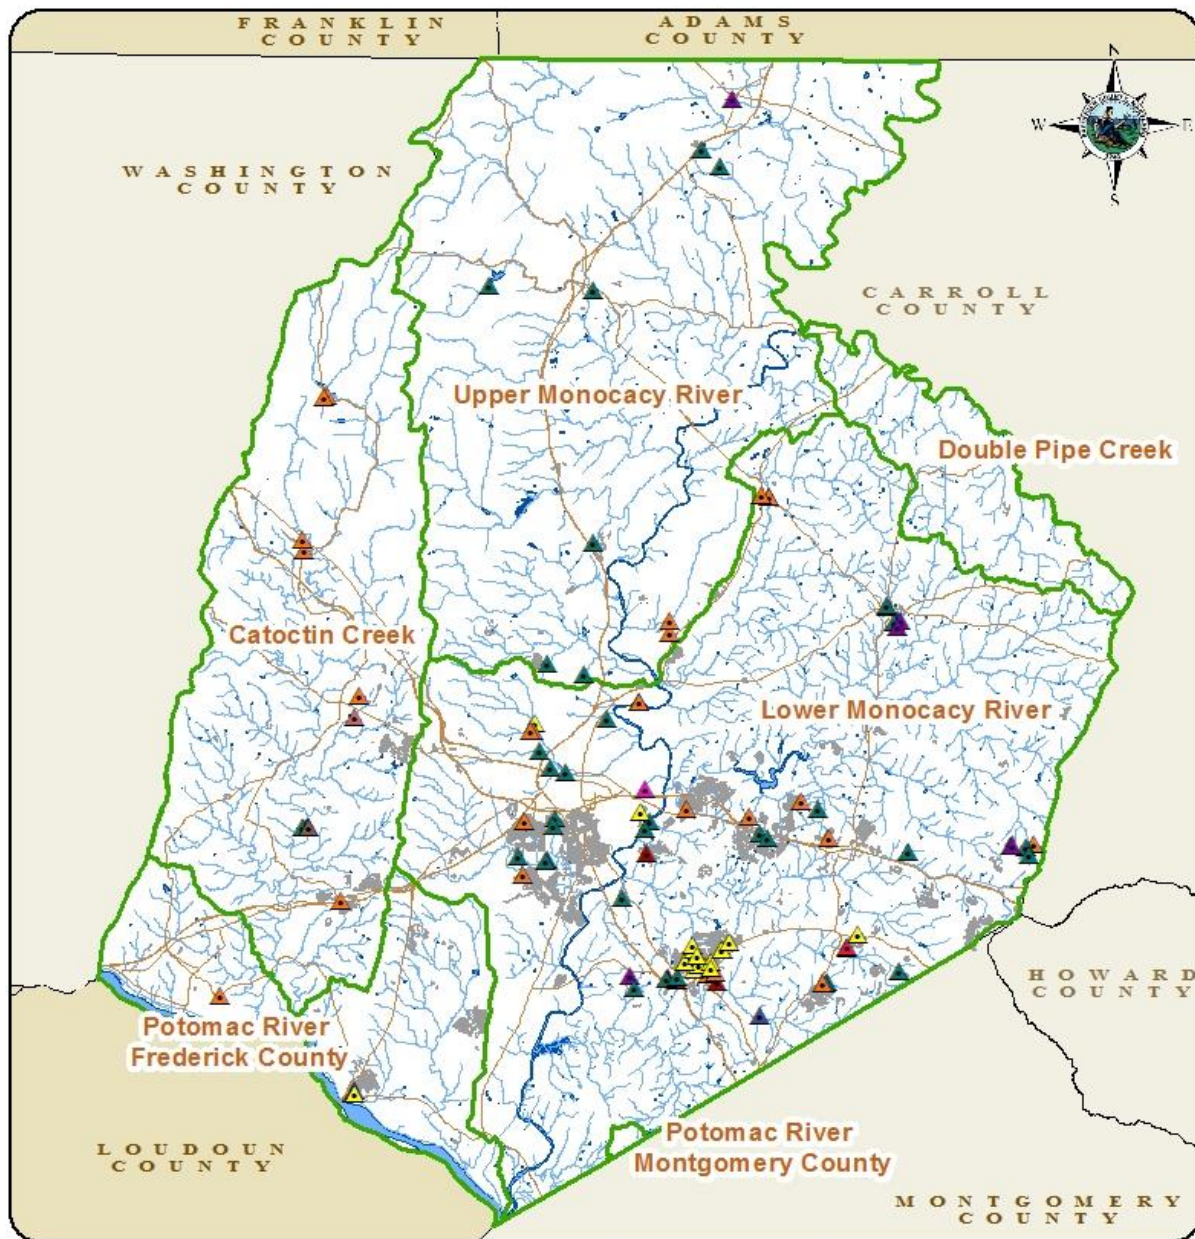 FRANKLIN
COUNTY
ADAMS
COUNTY
N
W
E
S
WASHINGTON
COUNTY
CARROLL
COUNTY
Upper Monocacy River
Double Pipe Creek
Catoctin Creek
Lower Monocacy River
HOWARD
COUNTY
Potomac River
Frederick County
LOUDOUN
COUNTY
Potomac River
Montgomery County
MONTGOMERY
COUNTY